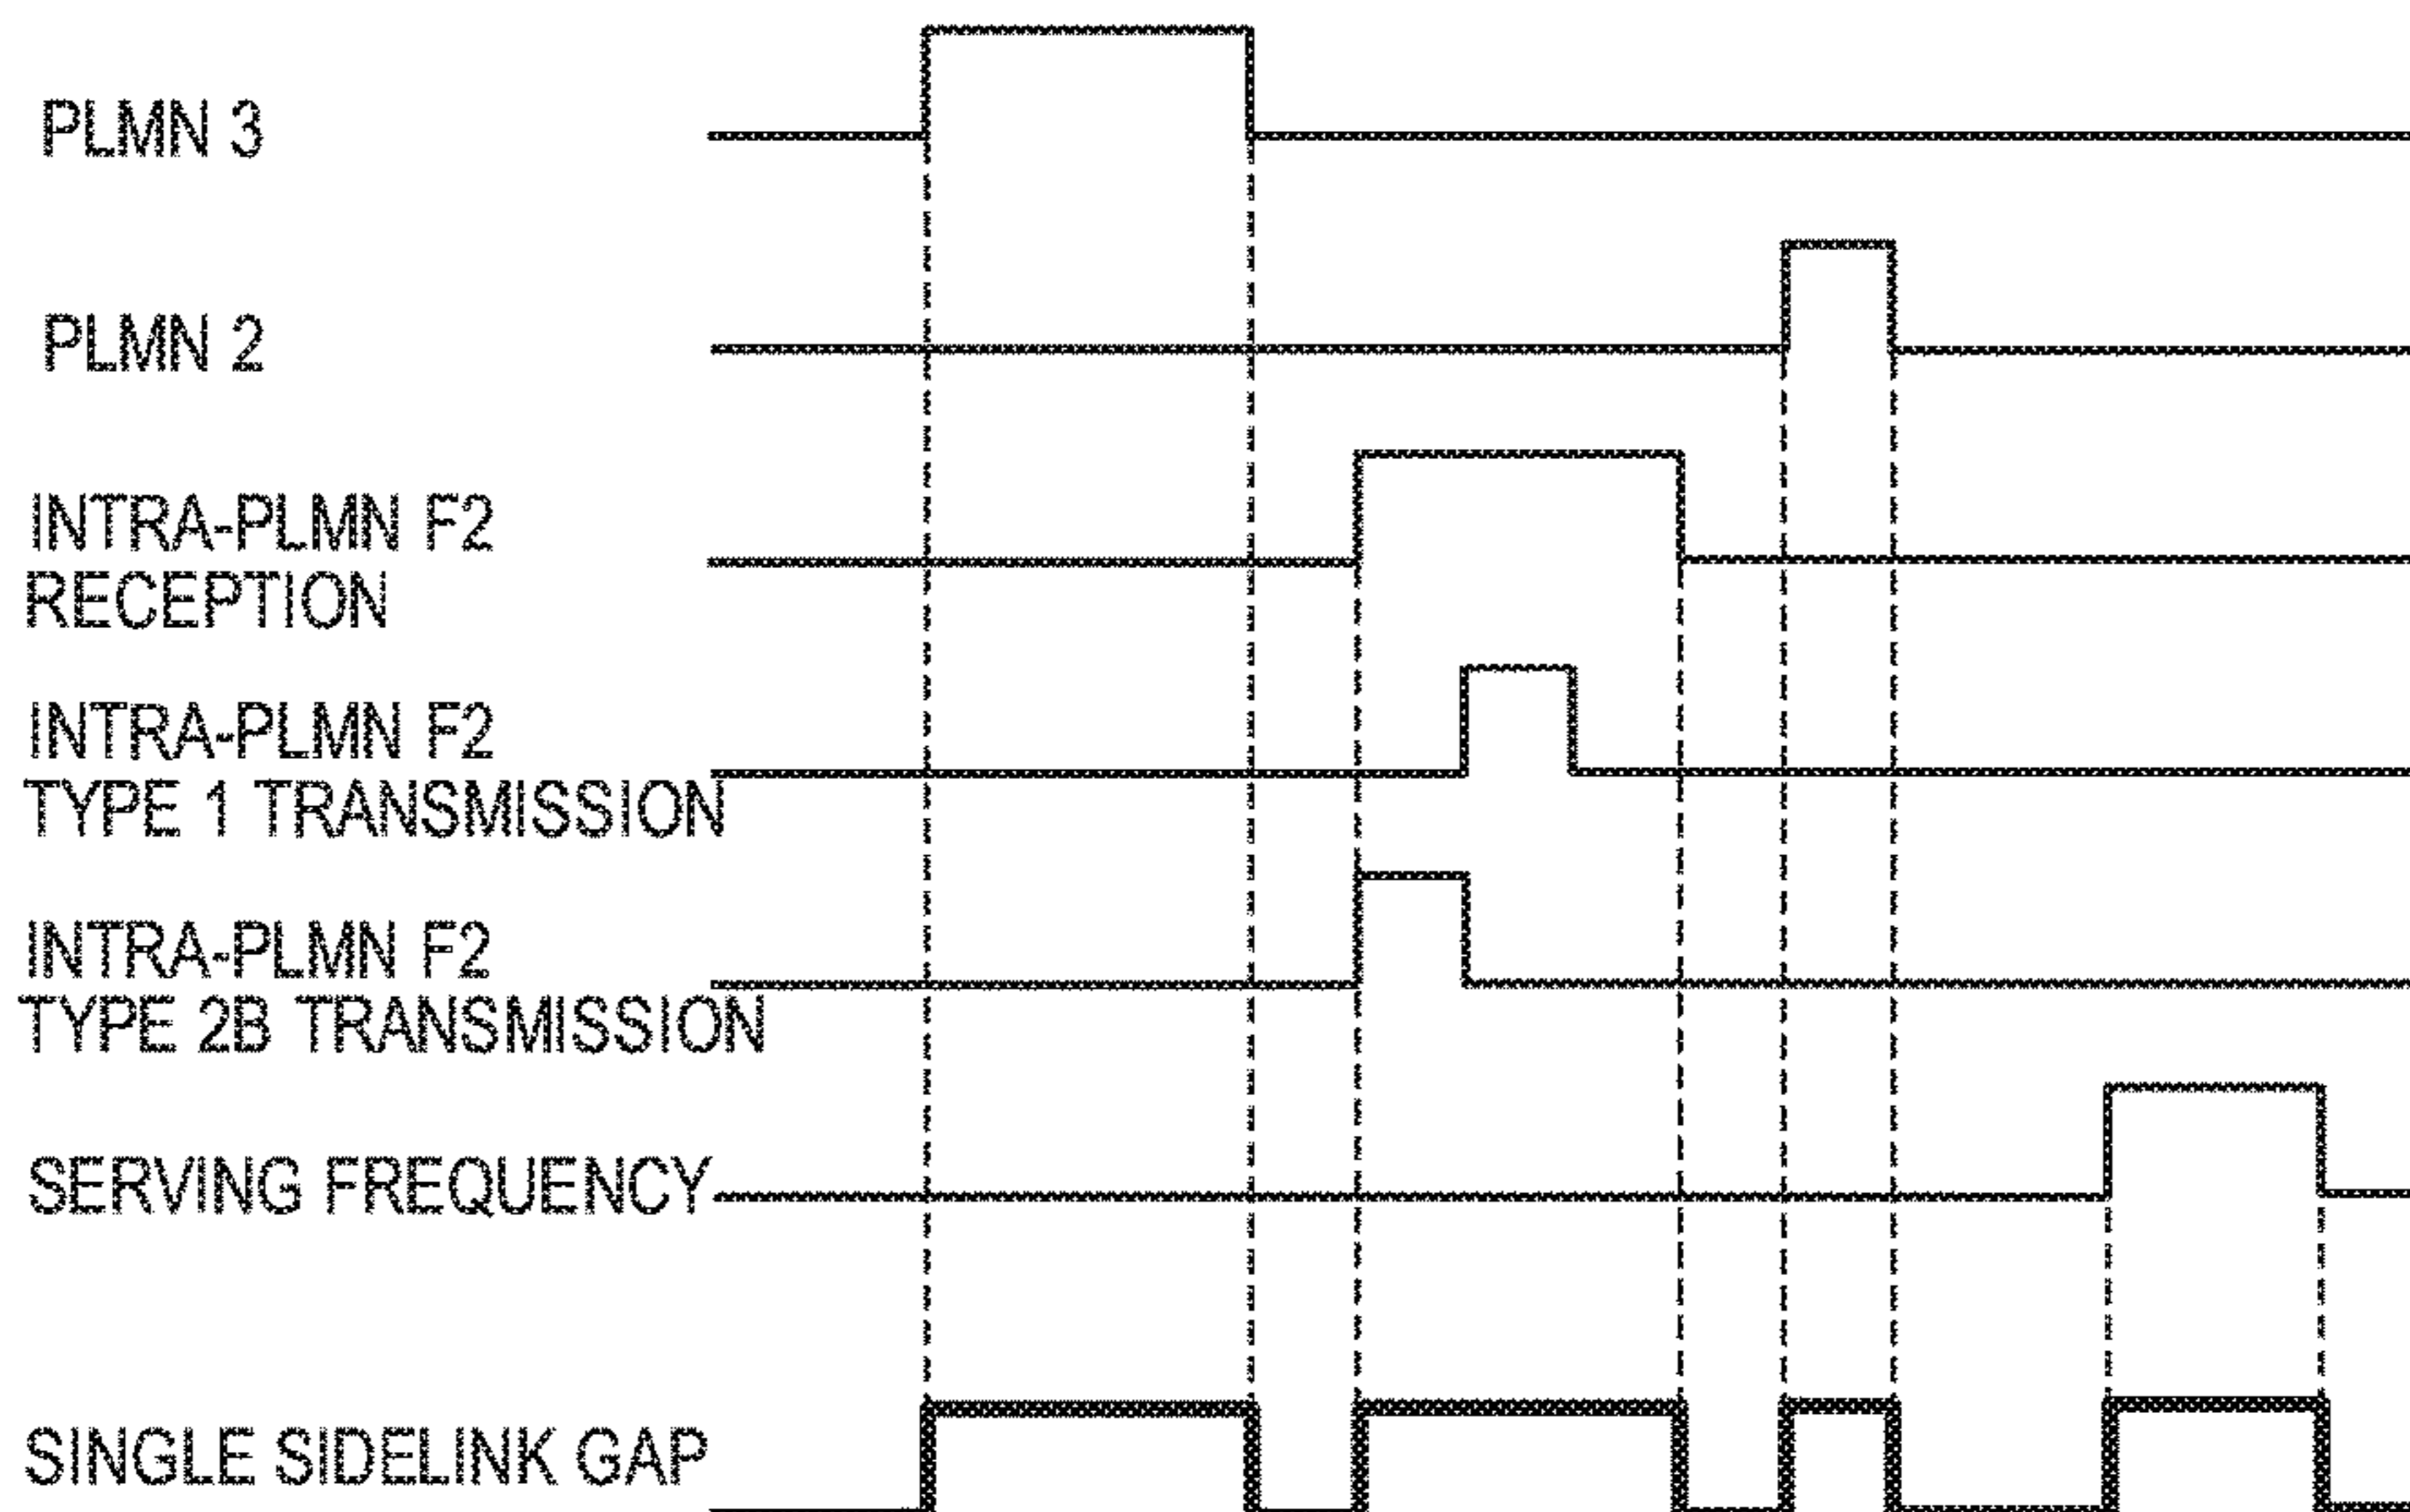 PLMN 3
PLMN 2
INTRA-PLMN F2
RECEPTION
INTRA-PLMN F2
TYPE 1 TRANSMISSION
INTRA-PLMN F2
TYPE 2B TRANSMISSION
SERVING FREQUENCY
SINGLE SIDELINK GAP